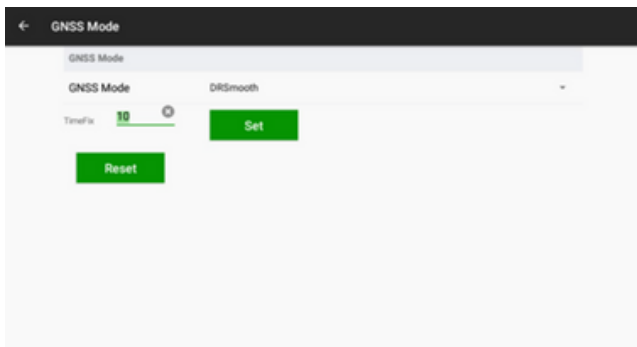 GNSS Mode
GNSS Mode
GNSS Mode DRSmooth
TimeFix 10 Set
Reset